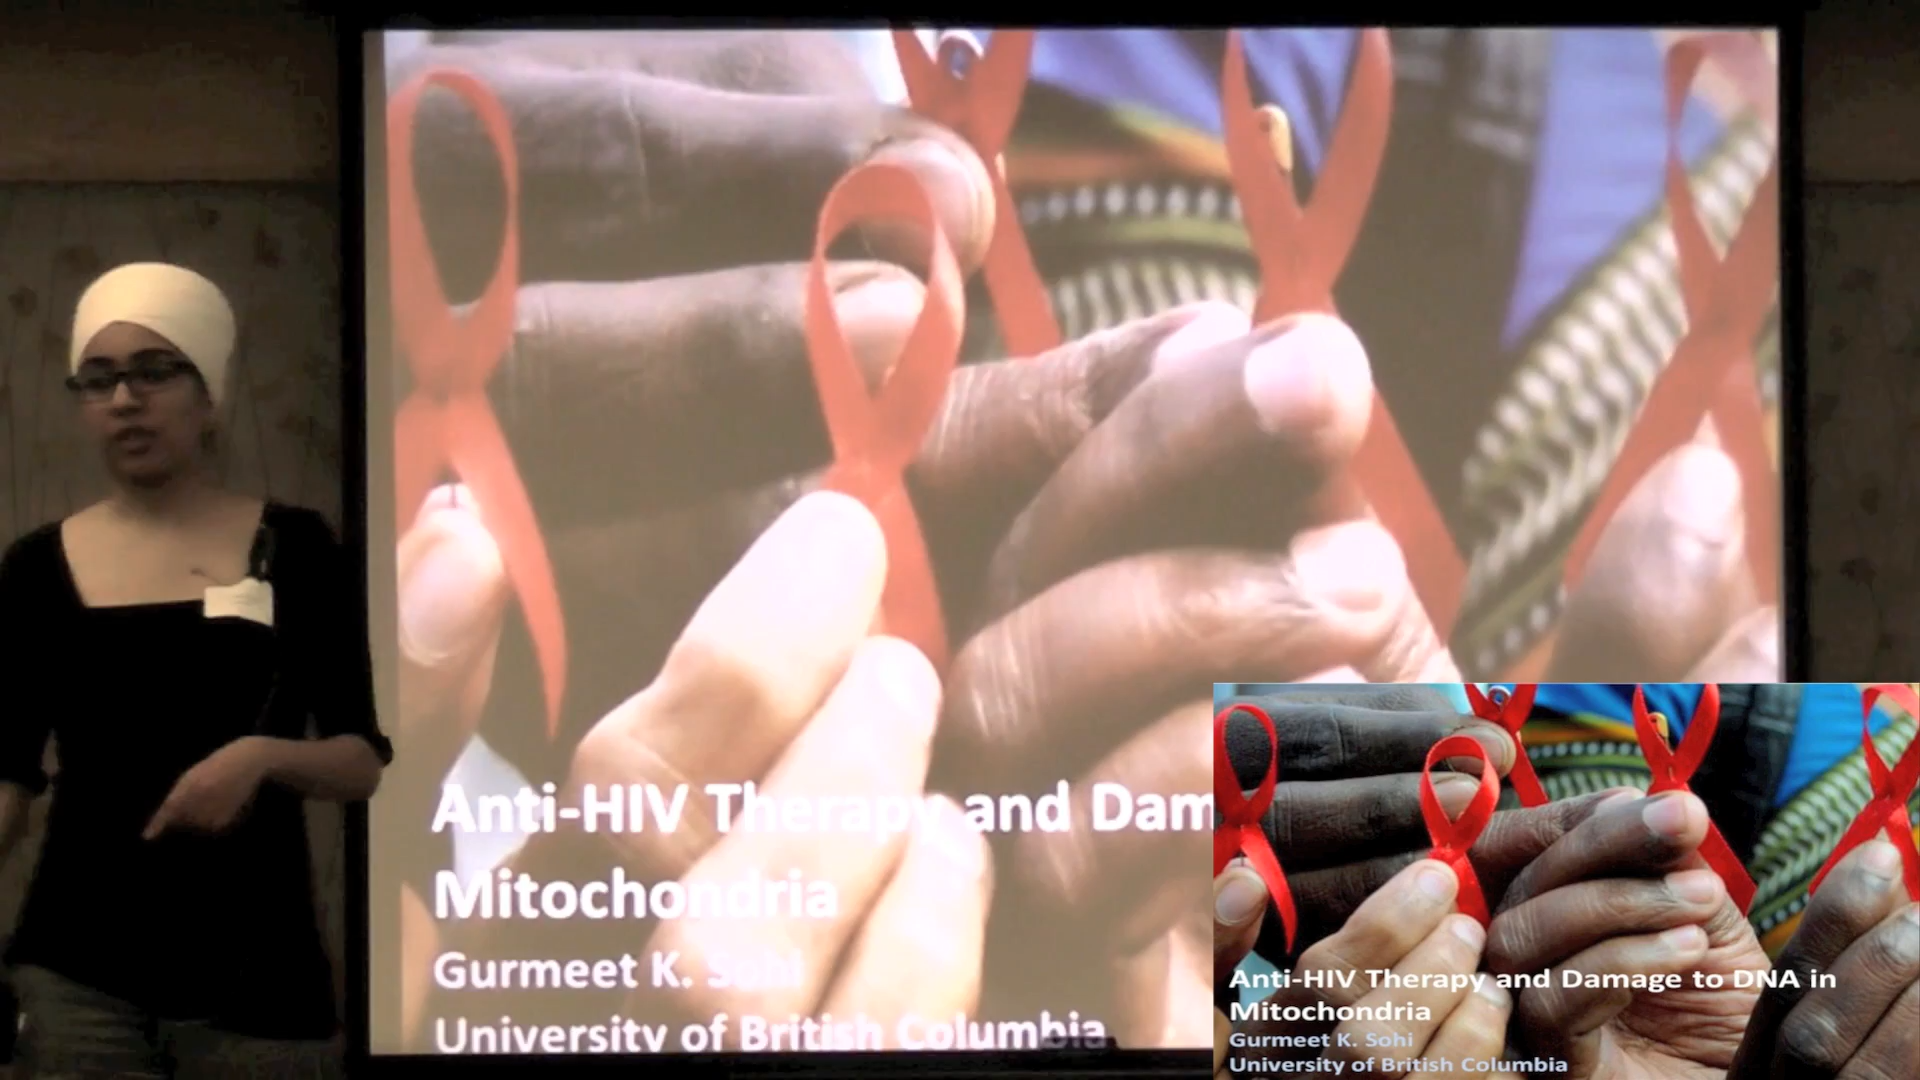 Anti-HIV Therapy and Dam
Mitochondria
Gurmeet K. Sohi
University of British Columbia
Anti-HIV Therapy and Damage to DNA in
Mitochondria
Gurmeet K. Sohi
University of British Columbia